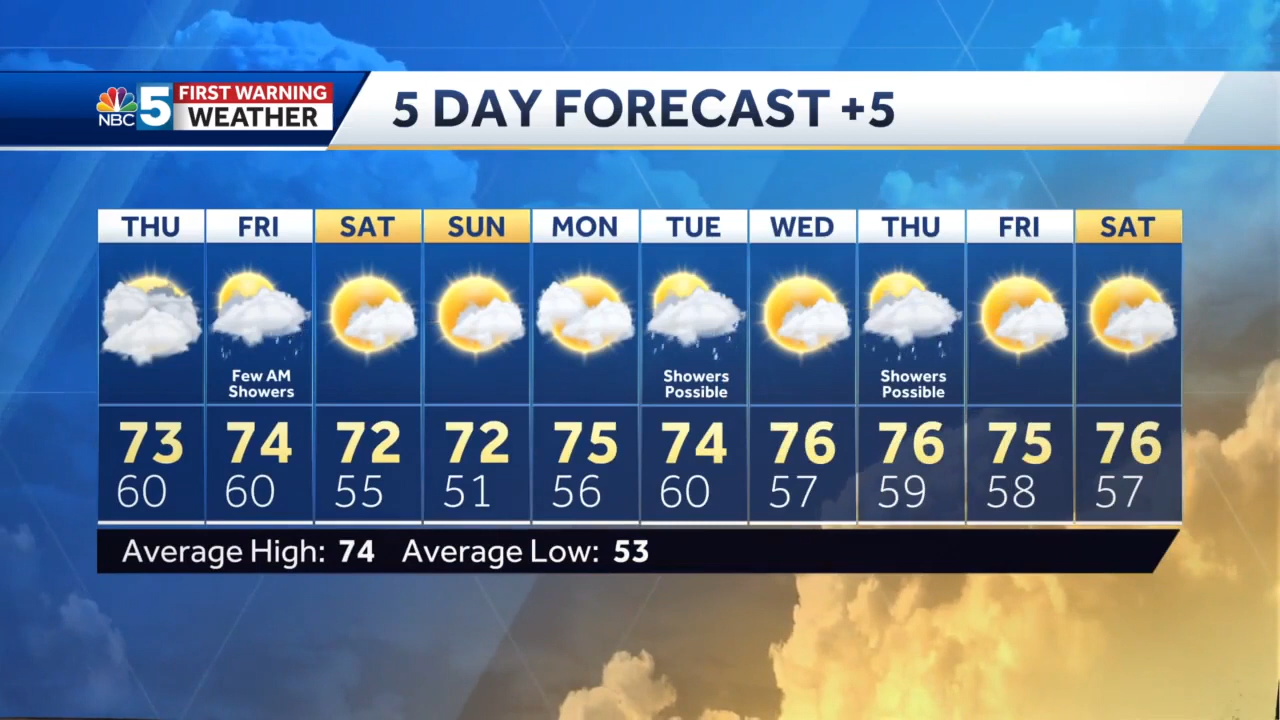 NBC 5 FIRST WARNING
WEATHER
5 DAY FORECAST +5
THU FRI SAT SUN MON TUE WED THU FRI SAT
Few AM Showers Showers
Showers Possible Possible
73 74 72 72 75 74 76 76 75 76
60 60 55 51 56 60 57 59 58 57
Average High: 74 Average Low: 53